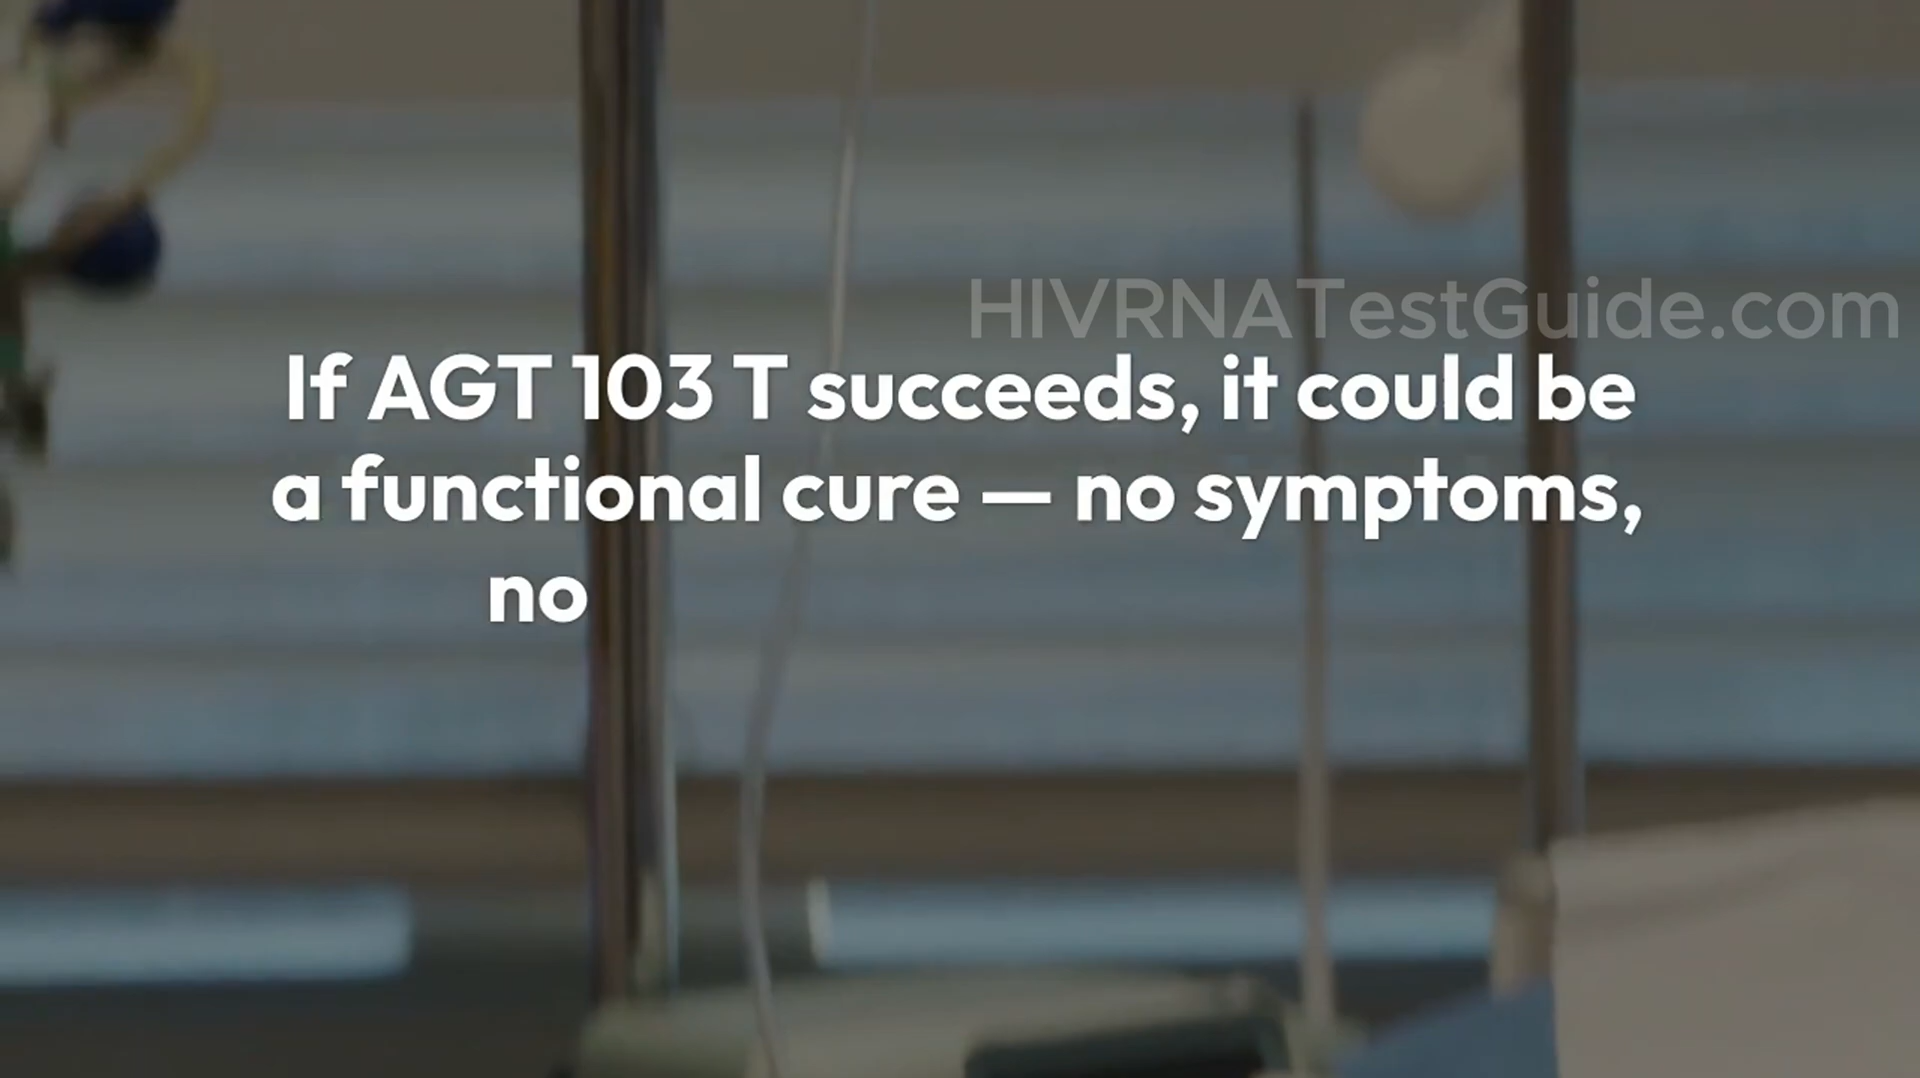 HIVRNATestGuide.com
If AGT 103 T succeeds, it could be
a functional cure — no symptoms,
no